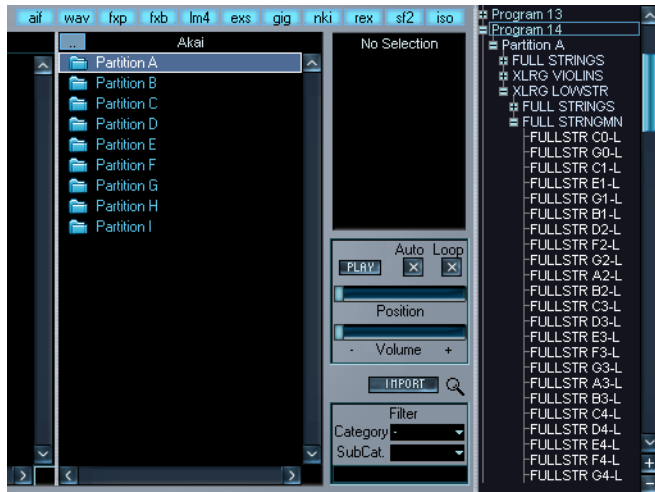 aif wav fxp fxb lm4 exs gig nki rex sf2 iso
.. Akai
Partition A
Partition B
Partition C
Partition D
Partition E
Partition F
Partition G
Partition H
Partition I
No Selection
Auto Loop
PLAY
Position
- Volume +
IMPORT
Filter
Category -
SubCat.
Program 13
Program 14
Partition A
FULL STRINGS
XLRG VIOLINS
XLRG LOWSTR
FULL STRINGS
FULL STRNGMN
FULLSTR C0-L
FULLSTR G0-L
FULLSTR C1-L
FULLSTR E1-L
FULLSTR G1-L
FULLSTR B1-L
FULLSTR D2-L
FULLSTR F2-L
FULLSTR G2-L
FULLSTR A2-L
FULLSTR B2-L
FULLSTR C3-L
FULLSTR D3-L
FULLSTR E3-L
FULLSTR F3-L
FULLSTR G3-L
FULLSTR A3-L
FULLSTR B3-L
FULLSTR C4-L
FULLSTR D4-L
FULLSTR E4-L
FULLSTR F4-L
FULLSTR G4-L